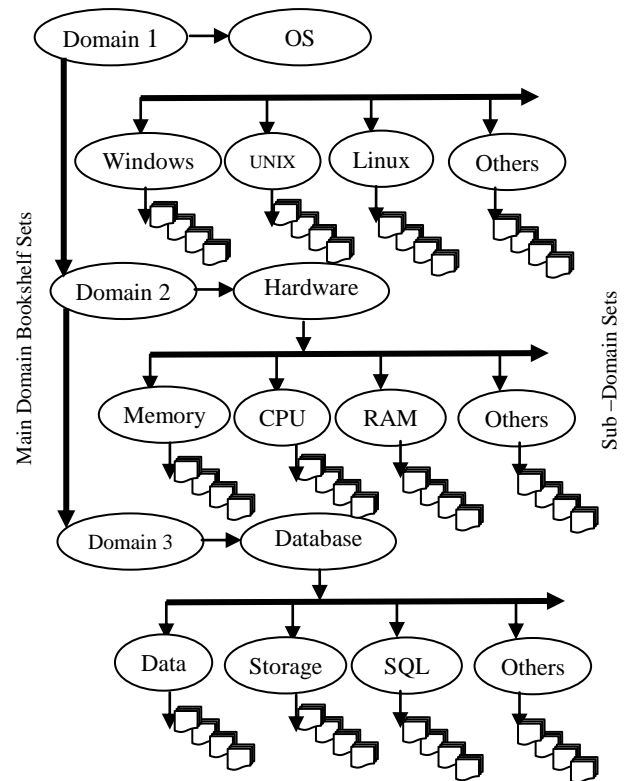 Domain 1
OS
Windows
UNIX
Linux
Others
Main Domain Bookshelf Sets
Domain 2
Hardware
Sub –Domain Sets
Memory
CPU
RAM
Others
Domain 3
Database
Data
Storage
SQL
Others